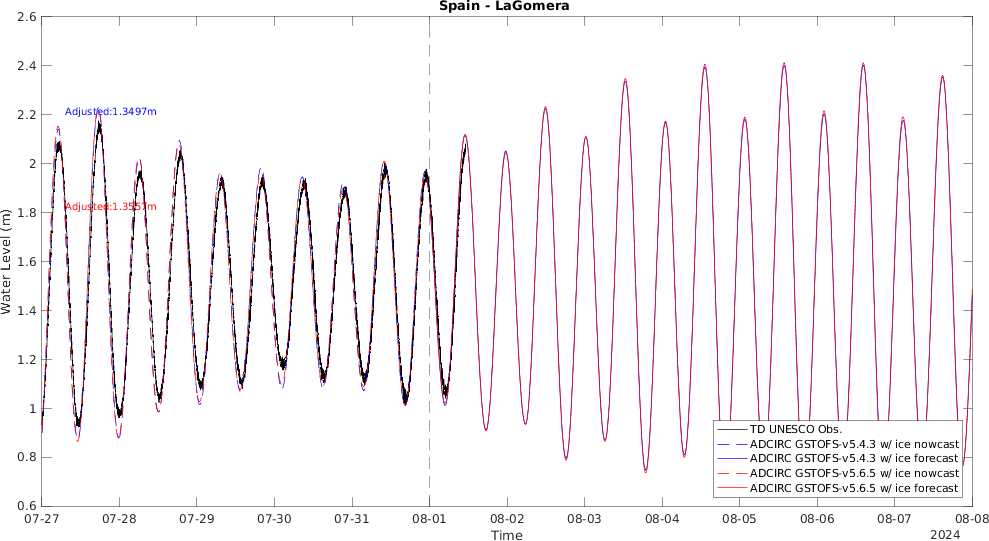 Spain - LaGomera
2.6
2.4
2.2
2
1.8
1.6
1.4
1.2
1
0.8
0.6
Water Level (m)
Adjusted:1.3497m
Adjusted:1.3557m
TD UNESCO Obs.
ADCIRC GSTOFS-v5.4.3 w/ ice nowcast
ADCIRC GSTOFS-v5.4.3 w/ ice forecast
ADCIRC GSTOFS-v5.6.5 w/ ice nowcast
ADCIRC GSTOFS-v5.6.5 w/ ice forecast
07-27 07-28 07-29 07-30 07-31 08-01 08-02 08-03 08-04 08-05 08-06 08-07 08-08
Time
2024